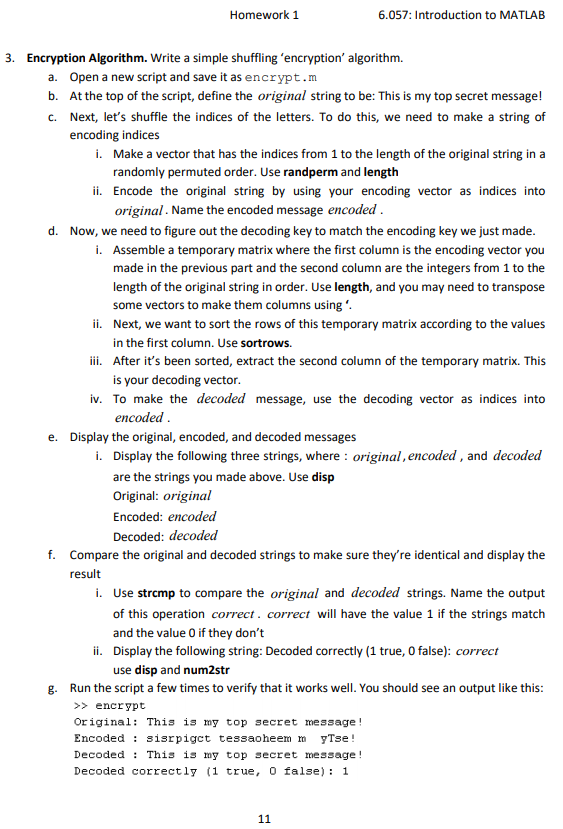 Homework 1 6.057: Introduction to MATLAB
3. Encryption Algorithm. Write a simple shuffling 'encryption' algorithm.
a. Open a new script and save it as encrypt.m
b. At the top of the script, define the original string to be: This is my top secret message!
c. Next, let's shuffle the indices of the letters. To do this, we need to make a string of
encoding indices
i. Make a vector that has the indices from 1 to the length of the original string in a
randomly permuted order. Use randperm and length
ii. Encode the original string by using your encoding vector as indices into
original . Name the encoded message encoded .
d. Now, we need to figure out the decoding key to match the encoding key we just made.
i. Assemble a temporary matrix where the first column is the encoding vector you
made in the previous part and the second column are the integers from 1 to the
length of the original string in order. Use length, and you may need to transpose
some vectors to make them columns using '.
ii. Next, we want to sort the rows of this temporary matrix according to the values
in the first column. Use sortrows.
iii. After it's been sorted, extract the second column of the temporary matrix. This
is your decoding vector.
iv. To make the decoded message, use the decoding vector as indices into
encoded .
e. Display the original, encoded, and decoded messages
i. Display the following three strings, where : original, encoded , and decoded
are the strings you made above. Use disp
Original: original
Encoded: encoded
Decoded: decoded
f. Compare the original and decoded strings to make sure they're identical and display the
result
i. Use strcmp to compare the original and decoded strings. Name the output
of this operation correct . correct will have the value 1 if the strings match
and the value 0 if they don't
ii. Display the following string: Decoded correctly (1 true, 0 false): correct
use disp and num2str
g. Run the script a few times to verify that it works well. You should see an output like this:
>> encrypt
Original: This is my top secret message!
Encoded : sisrpigct tessaoheem m  yTse!
Decoded : This is my top secret message!
Decoded correctly (1 true, 0 false): 1
11